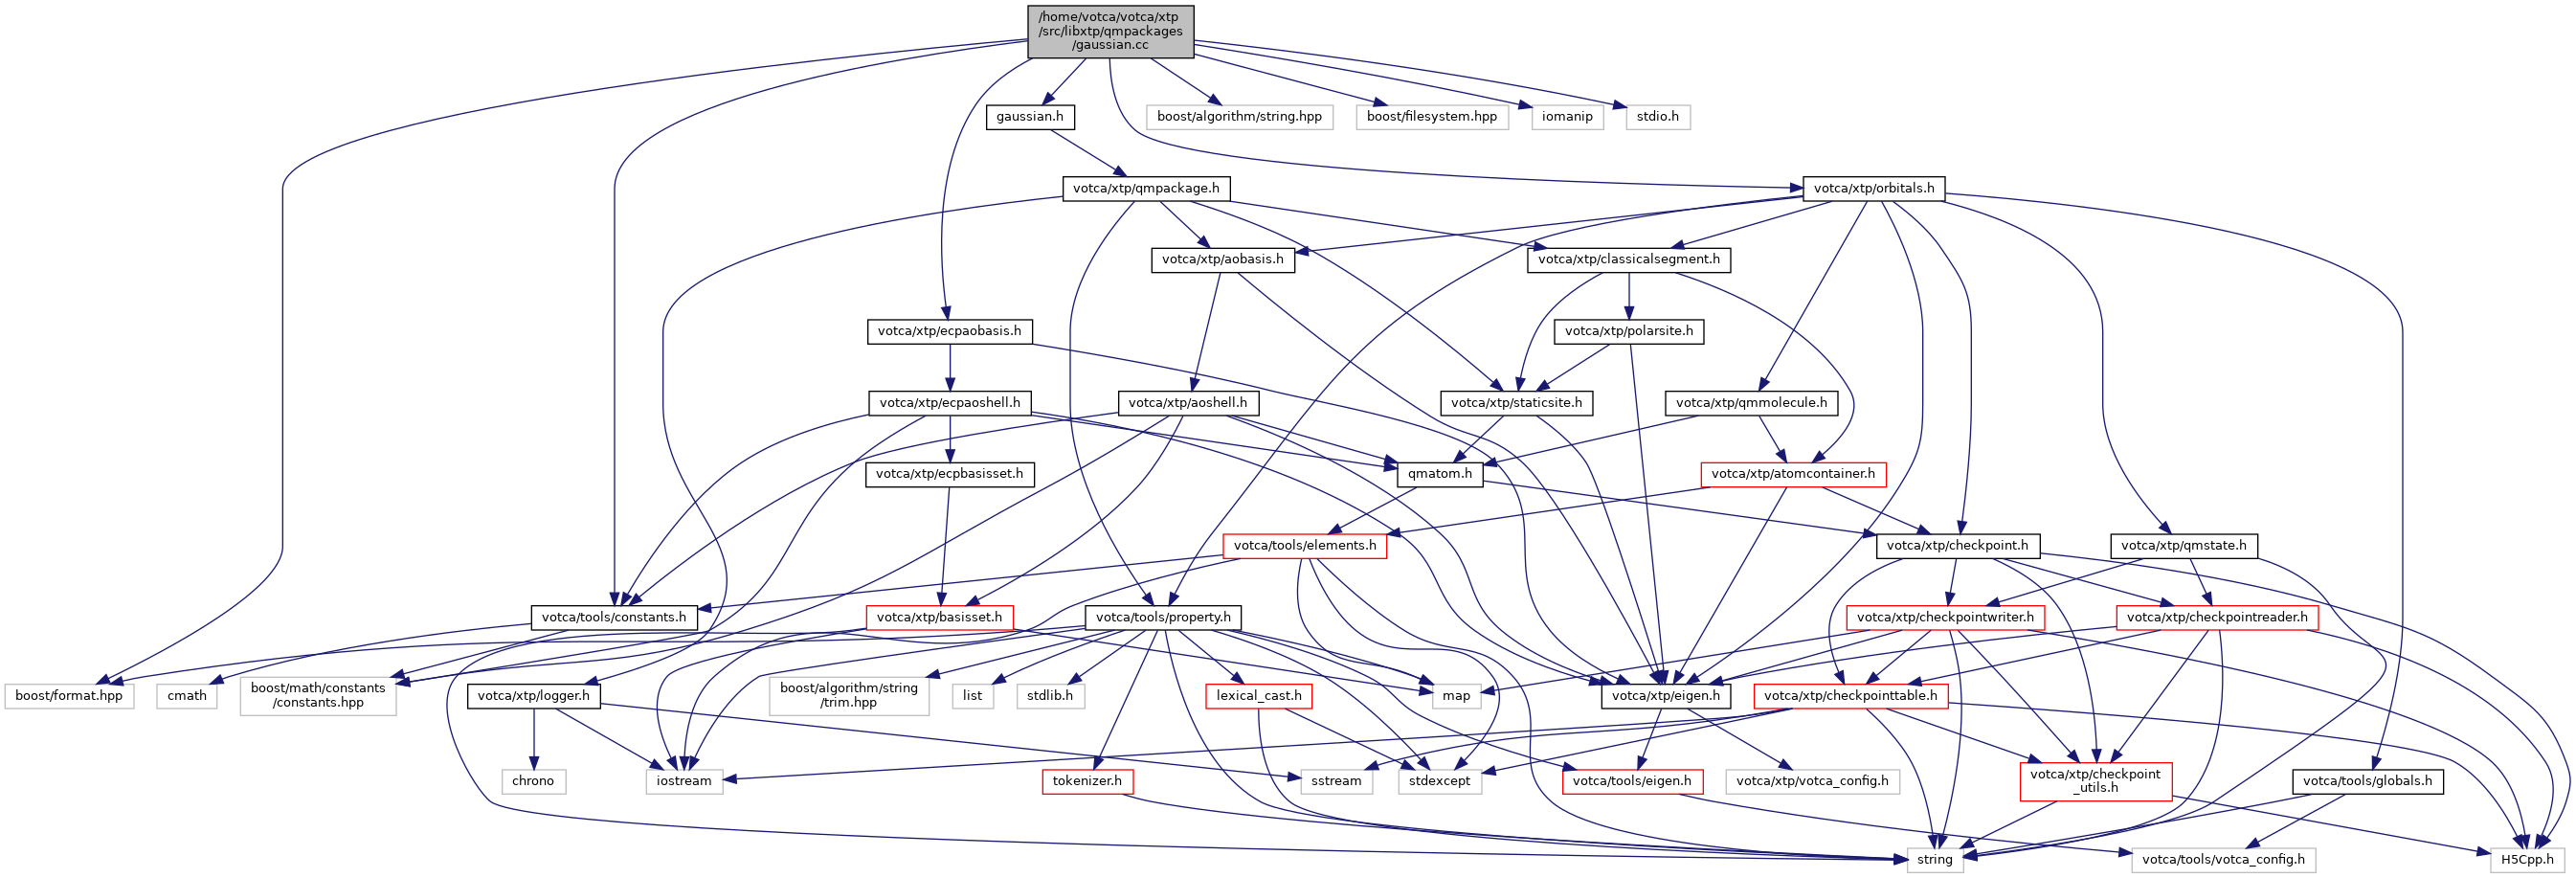 /home/votca/votca/xtp
/src/libxtp/qmpackages
/gaussian.cc
gaussian.h
boost/algorithm/string.hpp
boost/filesystem.hpp
iomanip
stdio.h
votca/xtp/qmpackage.h
votca/xtp/orbitals.h
votca/xtp/aobasis.h
votca/xtp/classicalsegment.h
votca/xtp/ecpaobasis.h
votca/xtp/polarsite.h
votca/xtp/ecpaoshell.h
votca/xtp/aoshell.h
votca/xtp/staticsite.h
votca/xtp/qmmolecule.h
votca/xtp/ecpbasisset.h
qmatom.h
votca/xtp/atomcontainer.h
votca/tools/elements.h
votca/xtp/checkpoint.h
votca/xtp/qmstate.h
votca/tools/constants.h
votca/xtp/basisset.h
votca/tools/property.h
votca/xtp/checkpointwriter.h
votca/xtp/checkpointreader.h
boost/format.hpp
cmath
boost/math/constants
/constants.hpp
votca/xtp/logger.h
boost/algorithm/string
/trim.hpp
list
stdlib.h
lexical_cast.h
map
votca/xtp/eigen.h
votca/xtp/checkpointtable.h
chrono
iostream
sstream
tokenizer.h
stdexcept
votca/tools/eigen.h
votca/xtp/votca_config.h
votca/xtp/checkpoint
_utils.h
votca/tools/globals.h
string
votca/tools/votca_config.h
H5Cpp.h